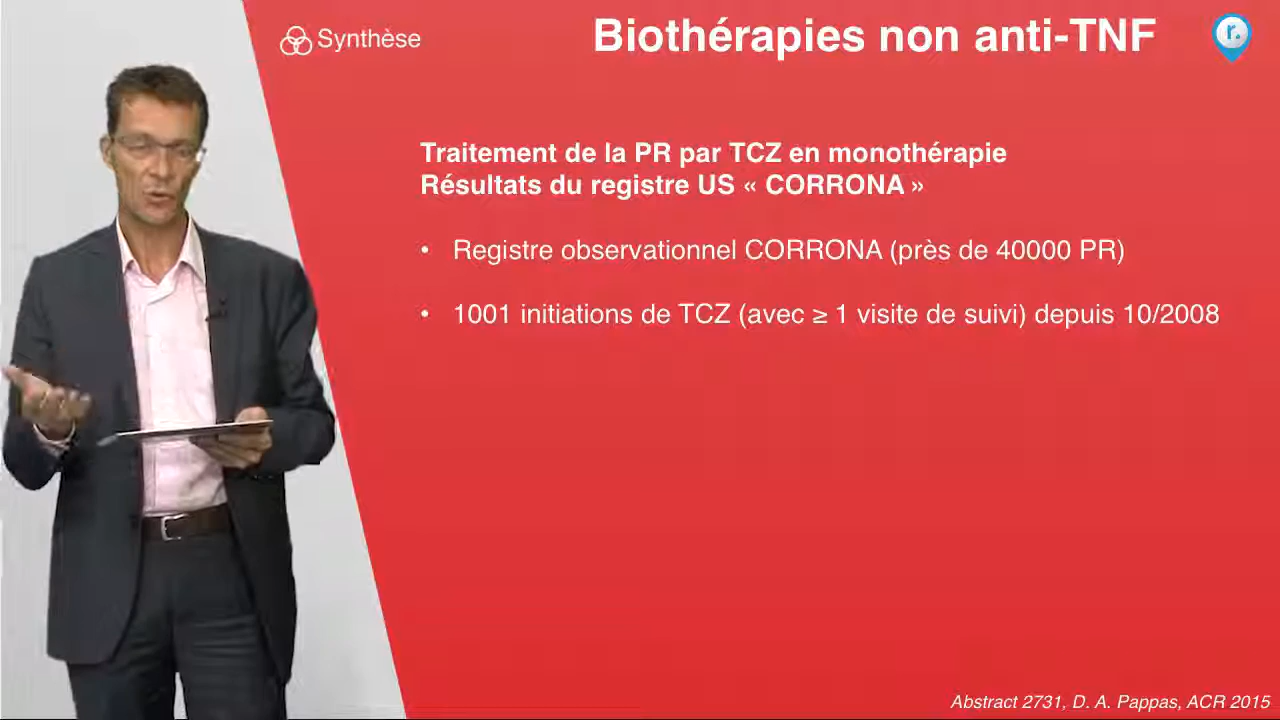 Synthèse
Biothérapies non anti-TNF
r.
Traitement de la PR par TCZ en monothérapie
Résultats du registre US « CORRONA »
• Registre observationnel CORRONA (près de 40000 PR)
• 1001 initiations de TCZ (avec ≥ 1 visite de suivi) depuis 10/2008
Abstract 2731, D. A. Pappas, ACR 2015